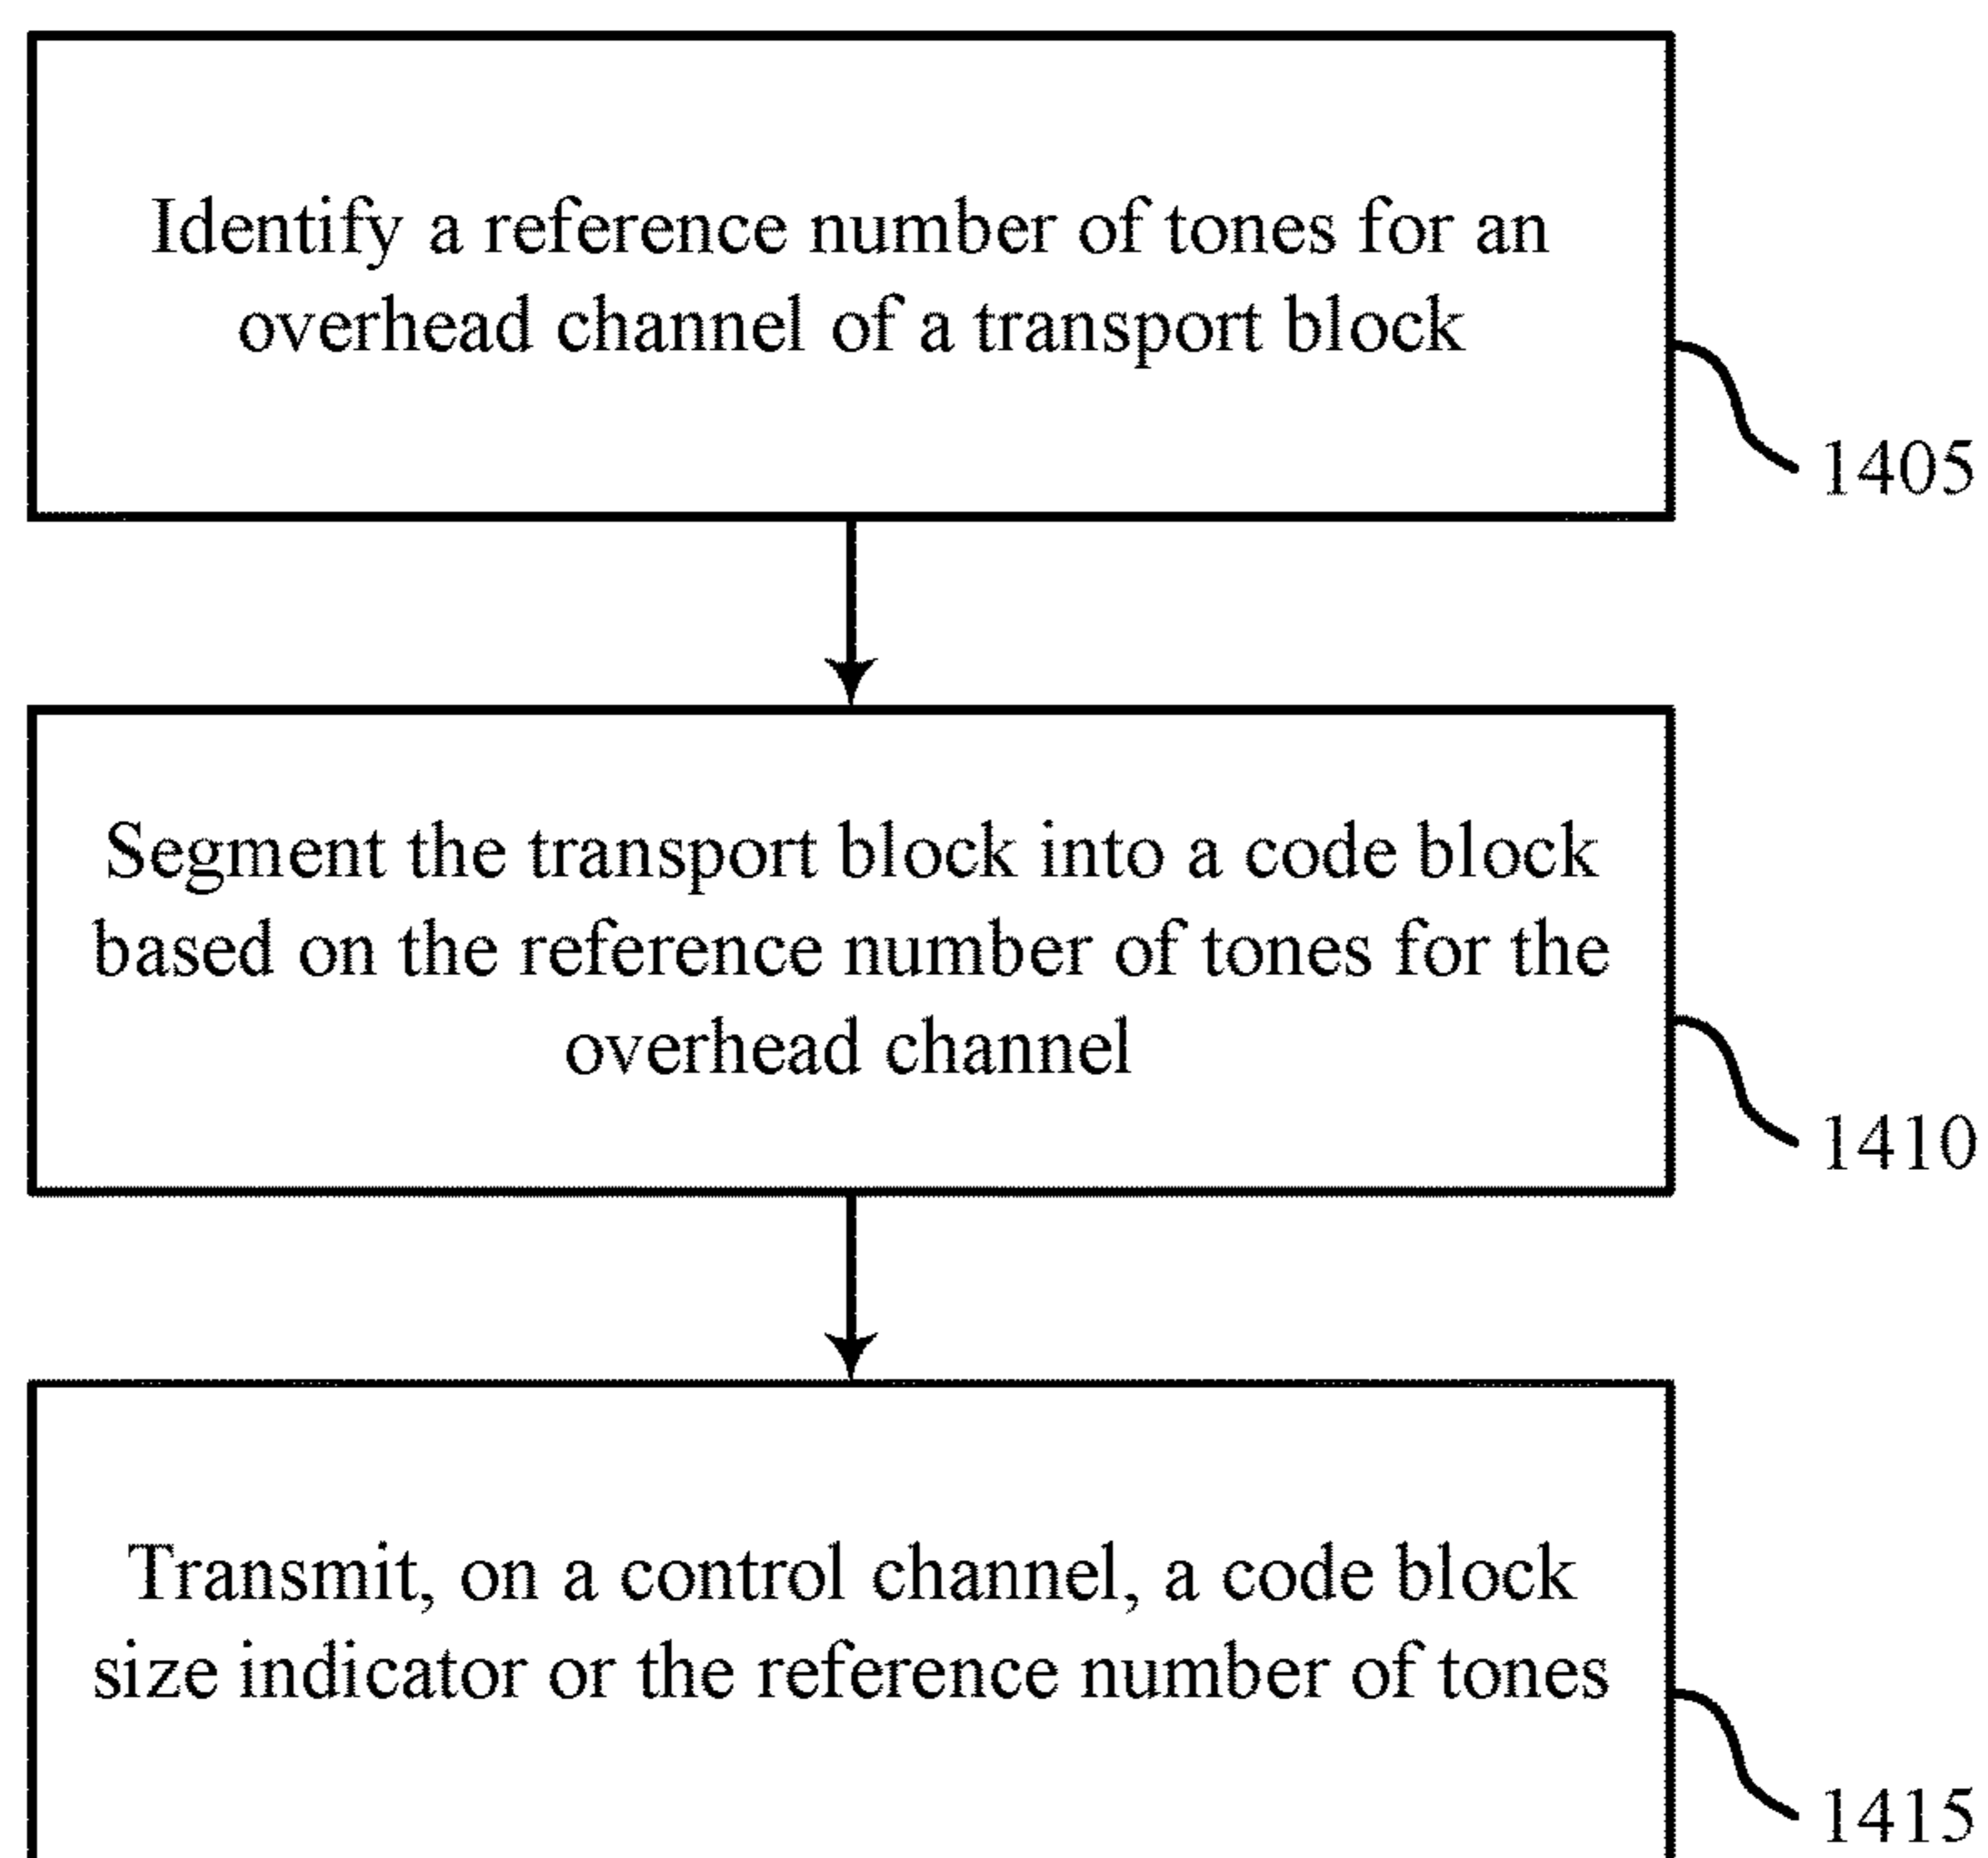 Identify a reference number of tones for an
overhead channel of a transport block
1405
Segment the transport block into a code block
based on the reference number of tones for the
overhead channel
1410
Transmit, on a control channel, a code block
size indicator or the reference number of tones
1415